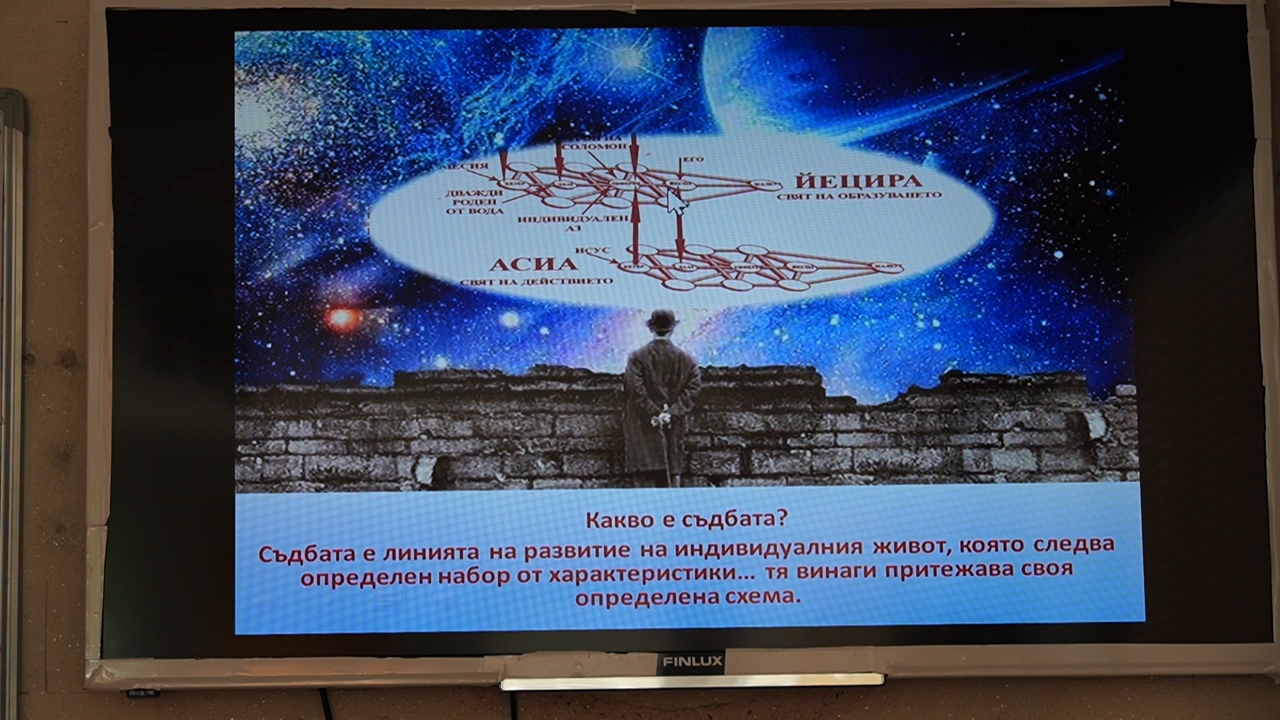 СОЛОМОН
ЕГО
ДВАЖДИ
РОДЕН
ОТ ВОДА
ИНДИВИДУАЛЕН
АЗ
ЙЕЦИРА
СВЯТ НА ОБРАЗУВАНЕТО
ИСУС
АСИА
СВЯТ НА ДЕЙСТВИЕТО
Какво е съдбата?
Съдбата е линията на развитие на индивидуалния живот, която следва
определен набор от характеристики... тя винаги притежава своя
определена схема.
FINLUX